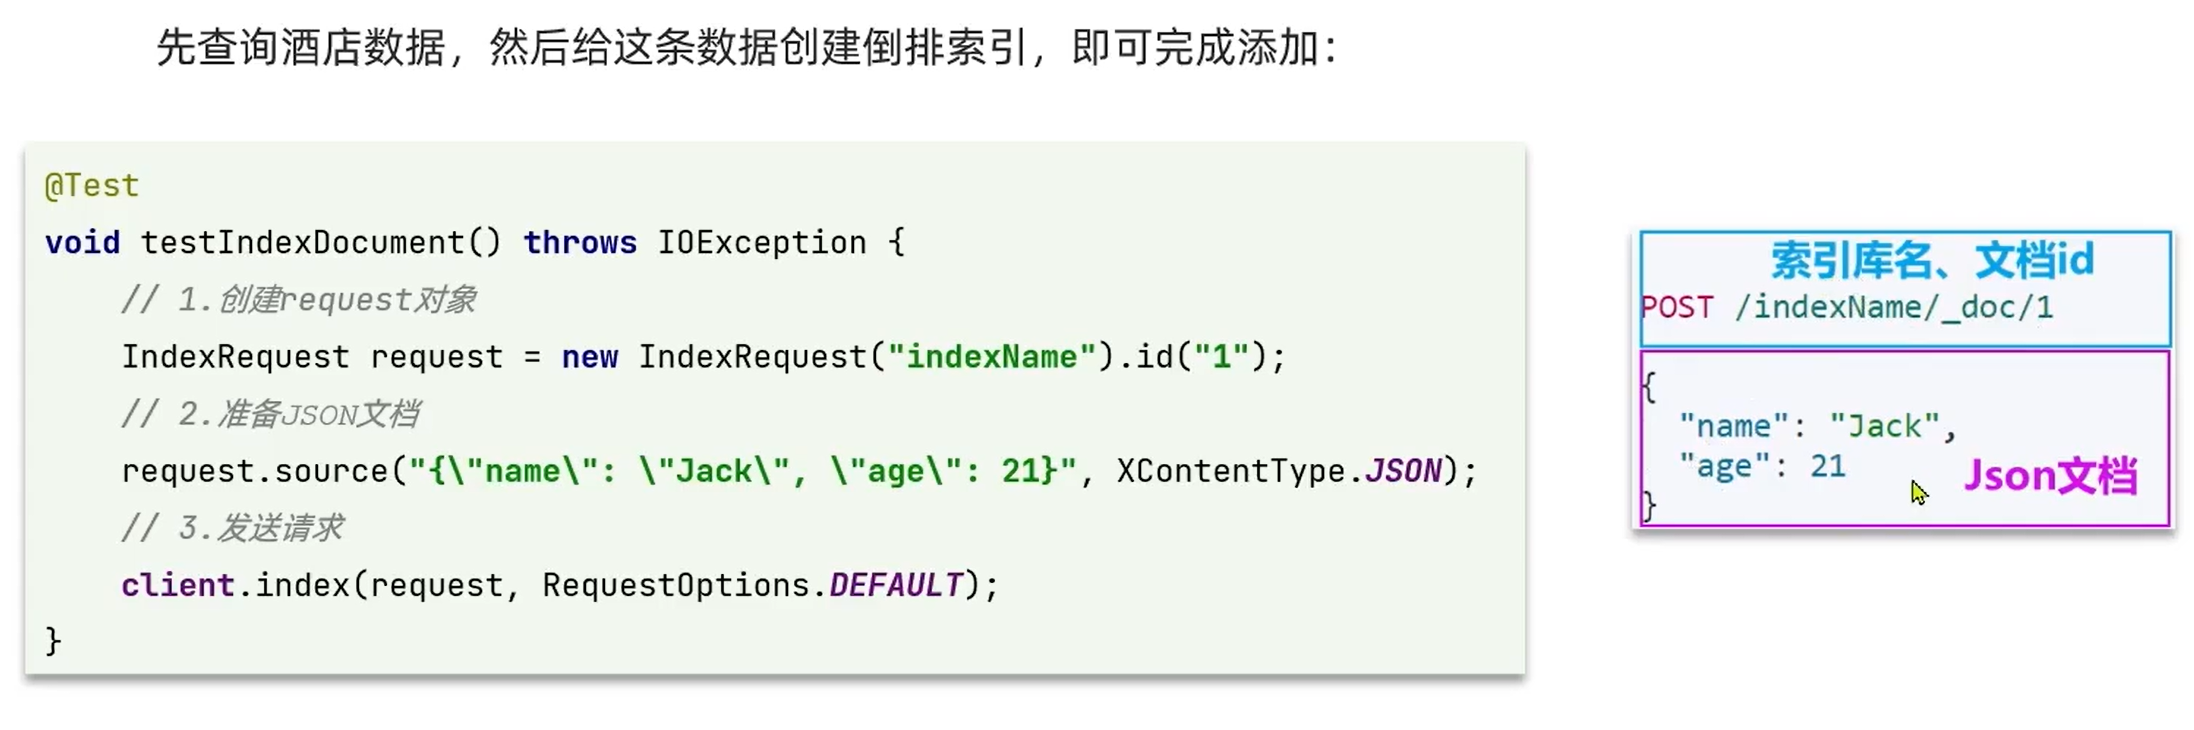 先查询酒店数据，然后给这条数据创建倒排索引，即可完成添加：
@Test
void testIndexDocument() throws IOException {
    // 1.创建request对象
    IndexRequest request = new IndexRequest("indexName").id("1");
    // 2.准备JSON文档
    request.source("{\"name\": \"Jack\", \"age\": 21}", XContentType.JSON);
    // 3.发送请求
    client.index(request, RequestOptions.DEFAULT);
}
索引库名、文档id
POST /indexName/_doc/1
{
  "name": "Jack",
  "age": 21
Json文档
}